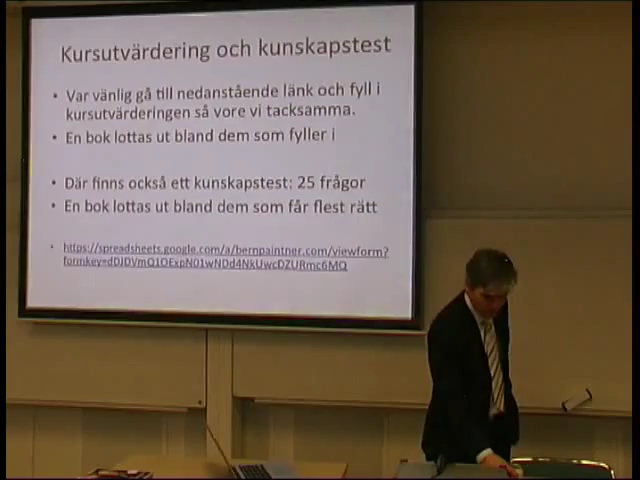 Kursutvärdering och kunskapstest
• Var vänlig gå till nedanstående länk och fyll i
kursutvärderingen så vore vi tacksamma.
• En bok lottas ut bland dem som fyller i
• Där finns också ett kunskapstest: 25 frågor
• En bok lottas ut bland dem som får flest rätt
• https://spreadsheets.google.com/a/bernpaintner.com/viewform?